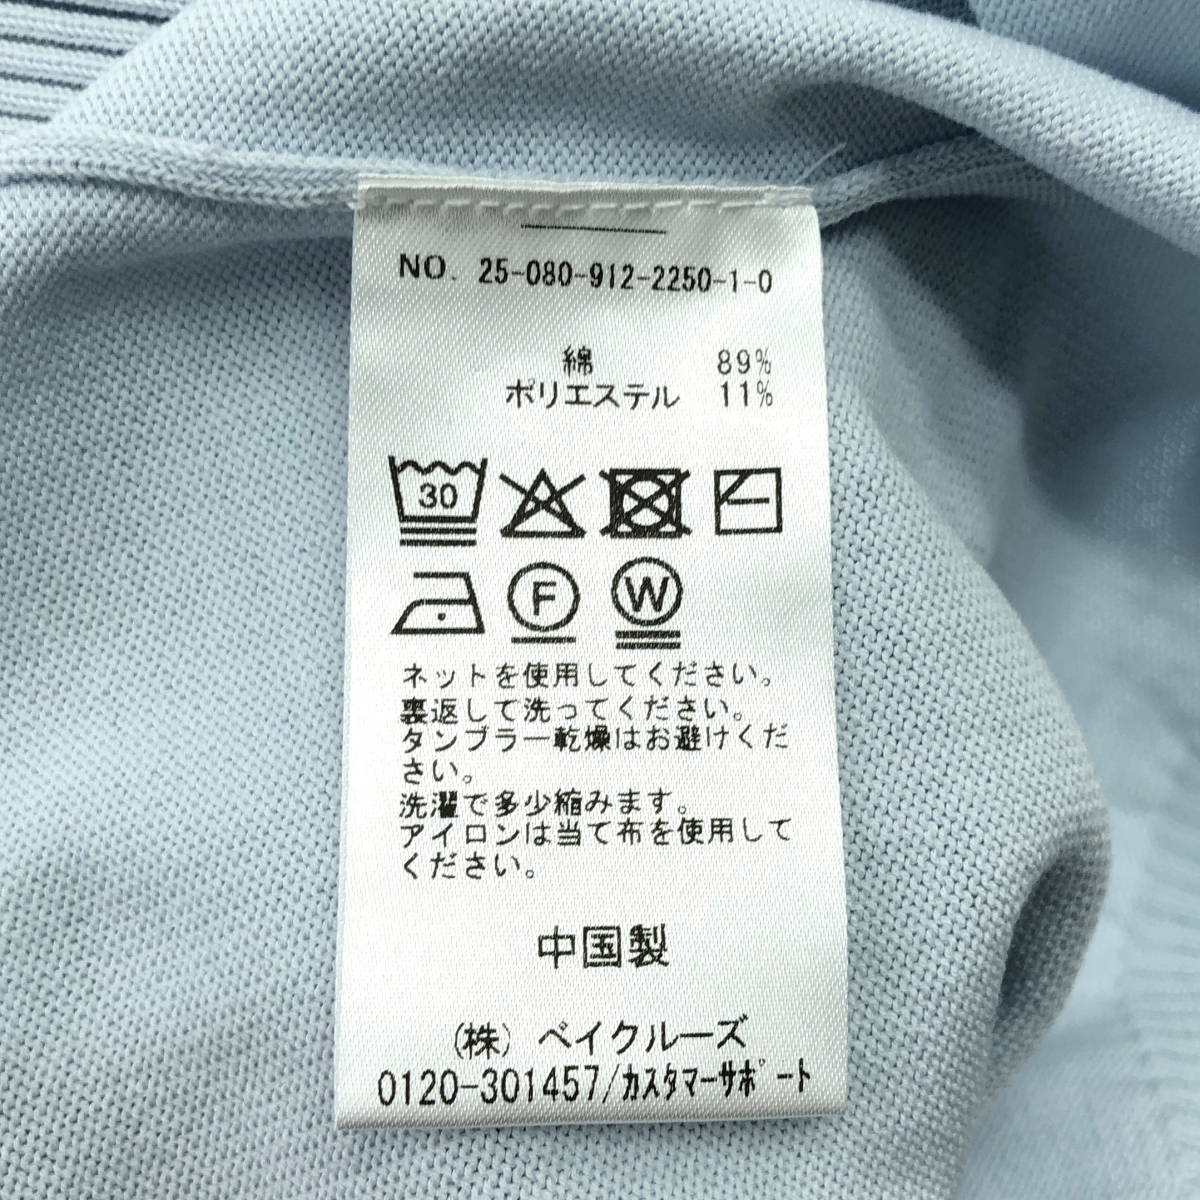 NO. 25-080-912-2250-1-0
綿 89%
ポリエステル 11%
30
F W
ネットを使用してください。
裏返して洗ってください。
タンブラー乾燥はお避けくだ
さい。
洗濯で多少縮みます。
アイロンは当て布を使用して
ください。
中国製
(株) ベイクルーズ
0120-301457/カスタマーサポート